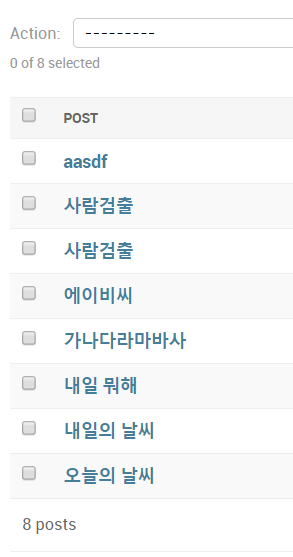 Action: ---------
0 of 8 selected
POST
aasdf
사람검출
사람검출
에이비씨
가나다라마바사
내일 뭐해
내일의 날씨
오늘의 날씨
8 posts